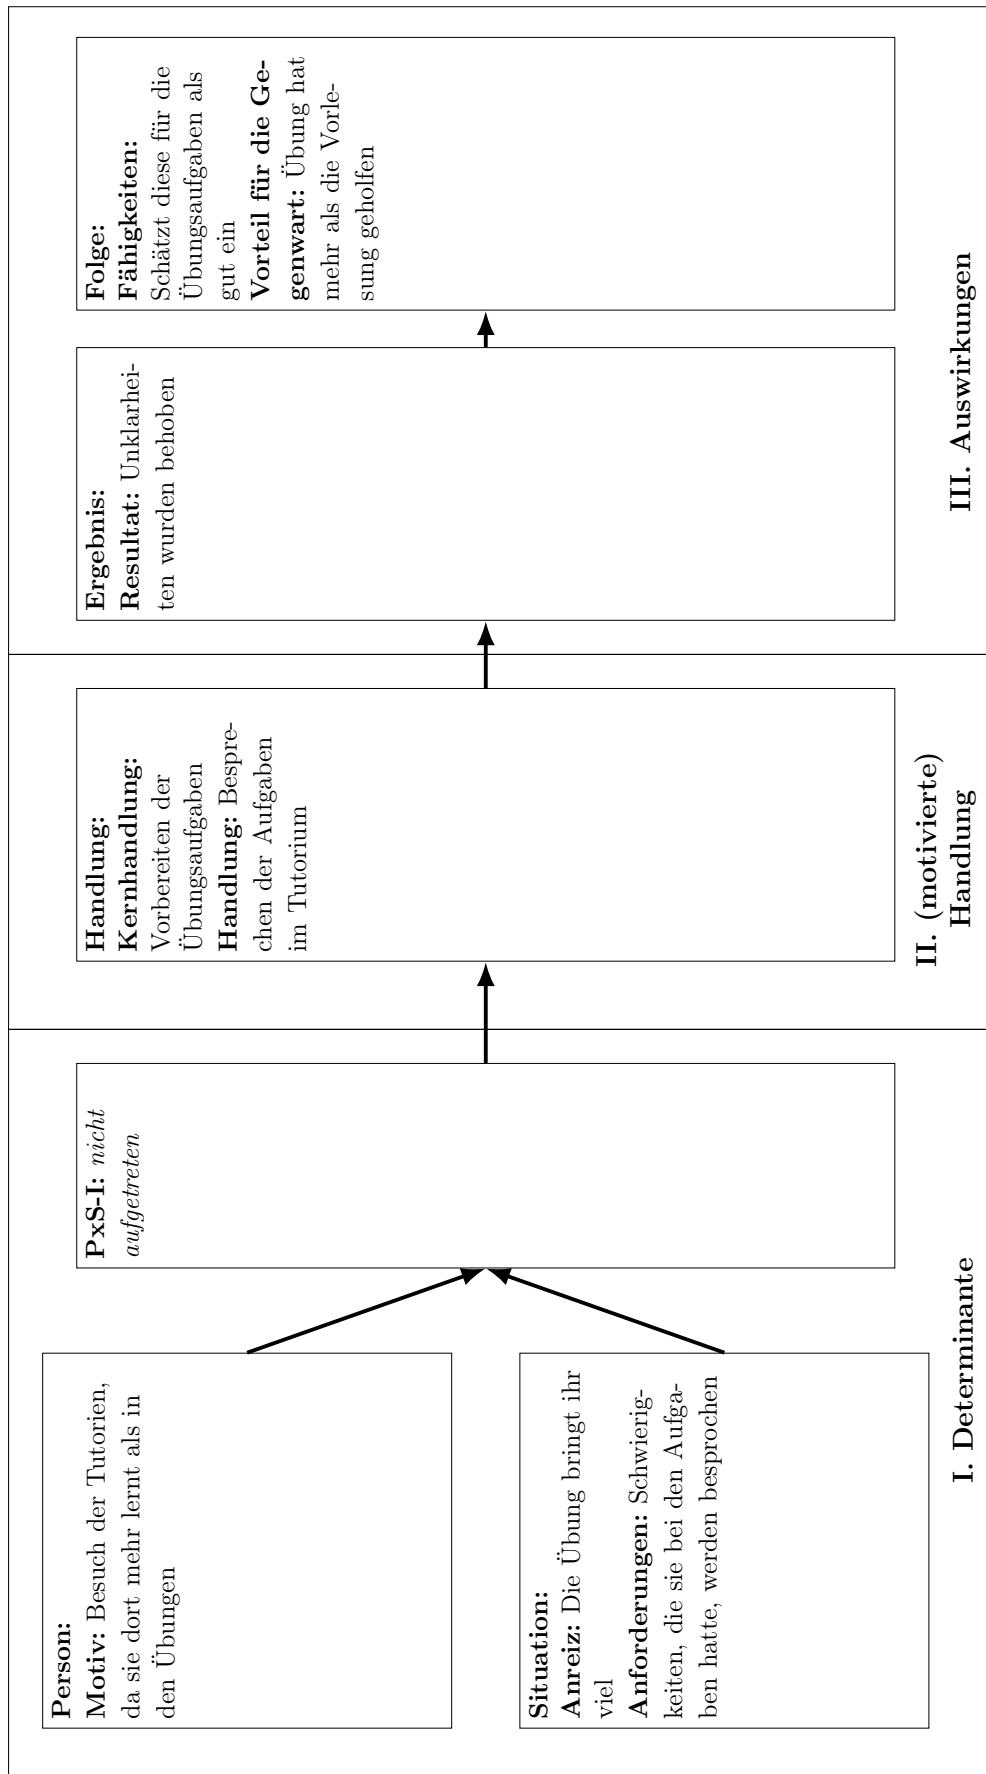 Person:
Motiv: Besuch der Tutorien,
da sie dort mehr lernt als in
den Übungen
Situation:
Anreiz: Die Übung bringt ihr
viel
Anforderungen: Schwierig-
keiten, die sie bei den Aufga-
ben hatte, werden besprochen
PxS-I: nicht
aufgetreten
I. Determinante
Handlung:
Kernhandlung:
Vorbereiten der
Übungsaufgaben
Handlung: Bespre-
chen der Aufgaben
im Tutorium
II. (motivierte)
Handlung
Ergebnis:
Resultat: Unklarhei-
ten wurden behoben
Folge:
Fähigkeiten:
Schätzt diese für die
Übungsaufgaben als
gut ein
Vorteil für die Ge-
genwart: Übung hat
mehr als die Vorle-
sung geholfen
III. Auswirkungen